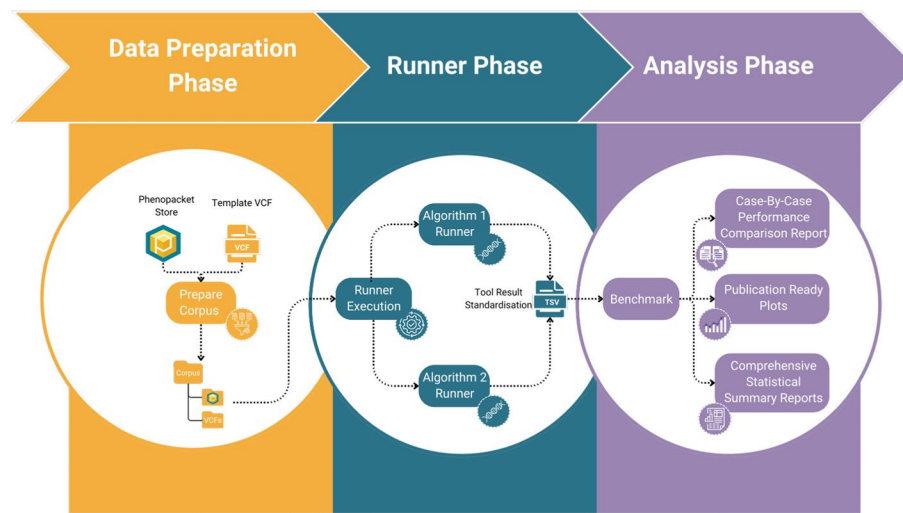 Data Preparation
Phase
Runner Phase
Analysis Phase
Phenopacket
Store
Template VCF
VCF
Prepare
Corpus
Corpus
VCFs
Runner
Execution
Algorithm 1
Runner
Algorithm 2
Runner
Tool Result
Standardisation
TSV
Benchmark
Case-By-Case
Performance
Comparison Report
Publication Ready
Plots
Comprehensive
Statistical
Summary Reports